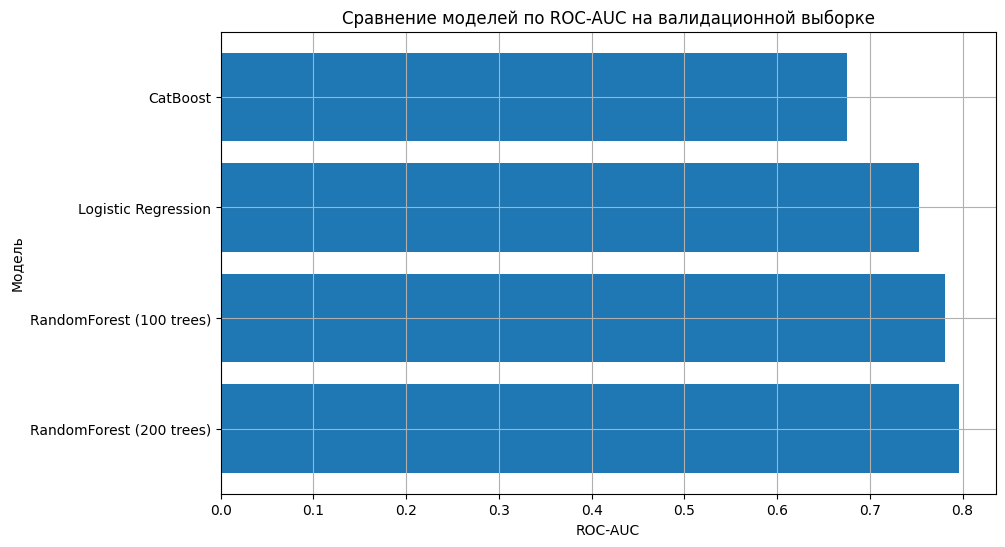 Сравнение моделей по ROC-AUC на валидационной выборке
CatBoost
Logistic Regression
RandomForest (100 trees)
RandomForest (200 trees)
Модель
0.0 0.1 0.2 0.3 0.4 0.5 0.6 0.7 0.8
ROC-AUC